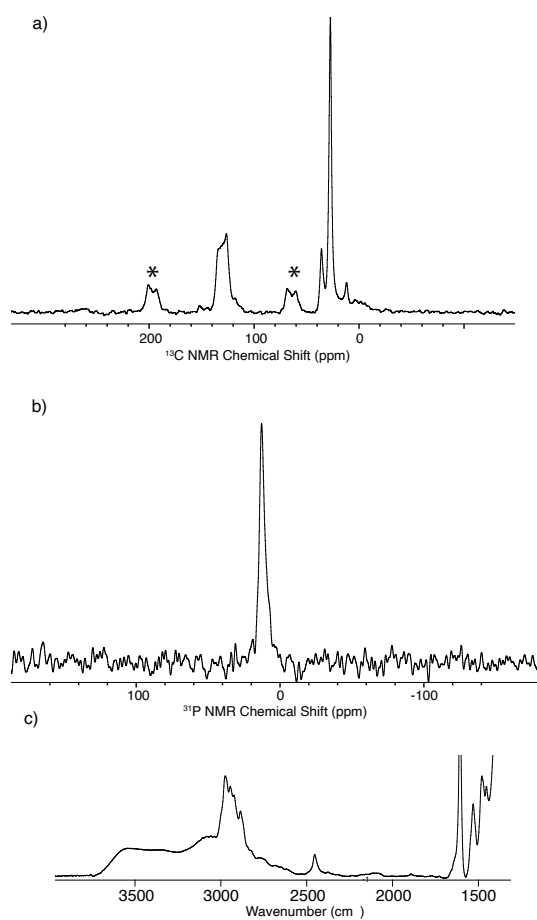 a)
*
*
200
100
0
13C NMR Chemical Shift (ppm)
b)
100
0
-100
31P NMR Chemical Shift (ppm)
c)
3500
3000
2500
2000
1500
Wavenumber (cm )